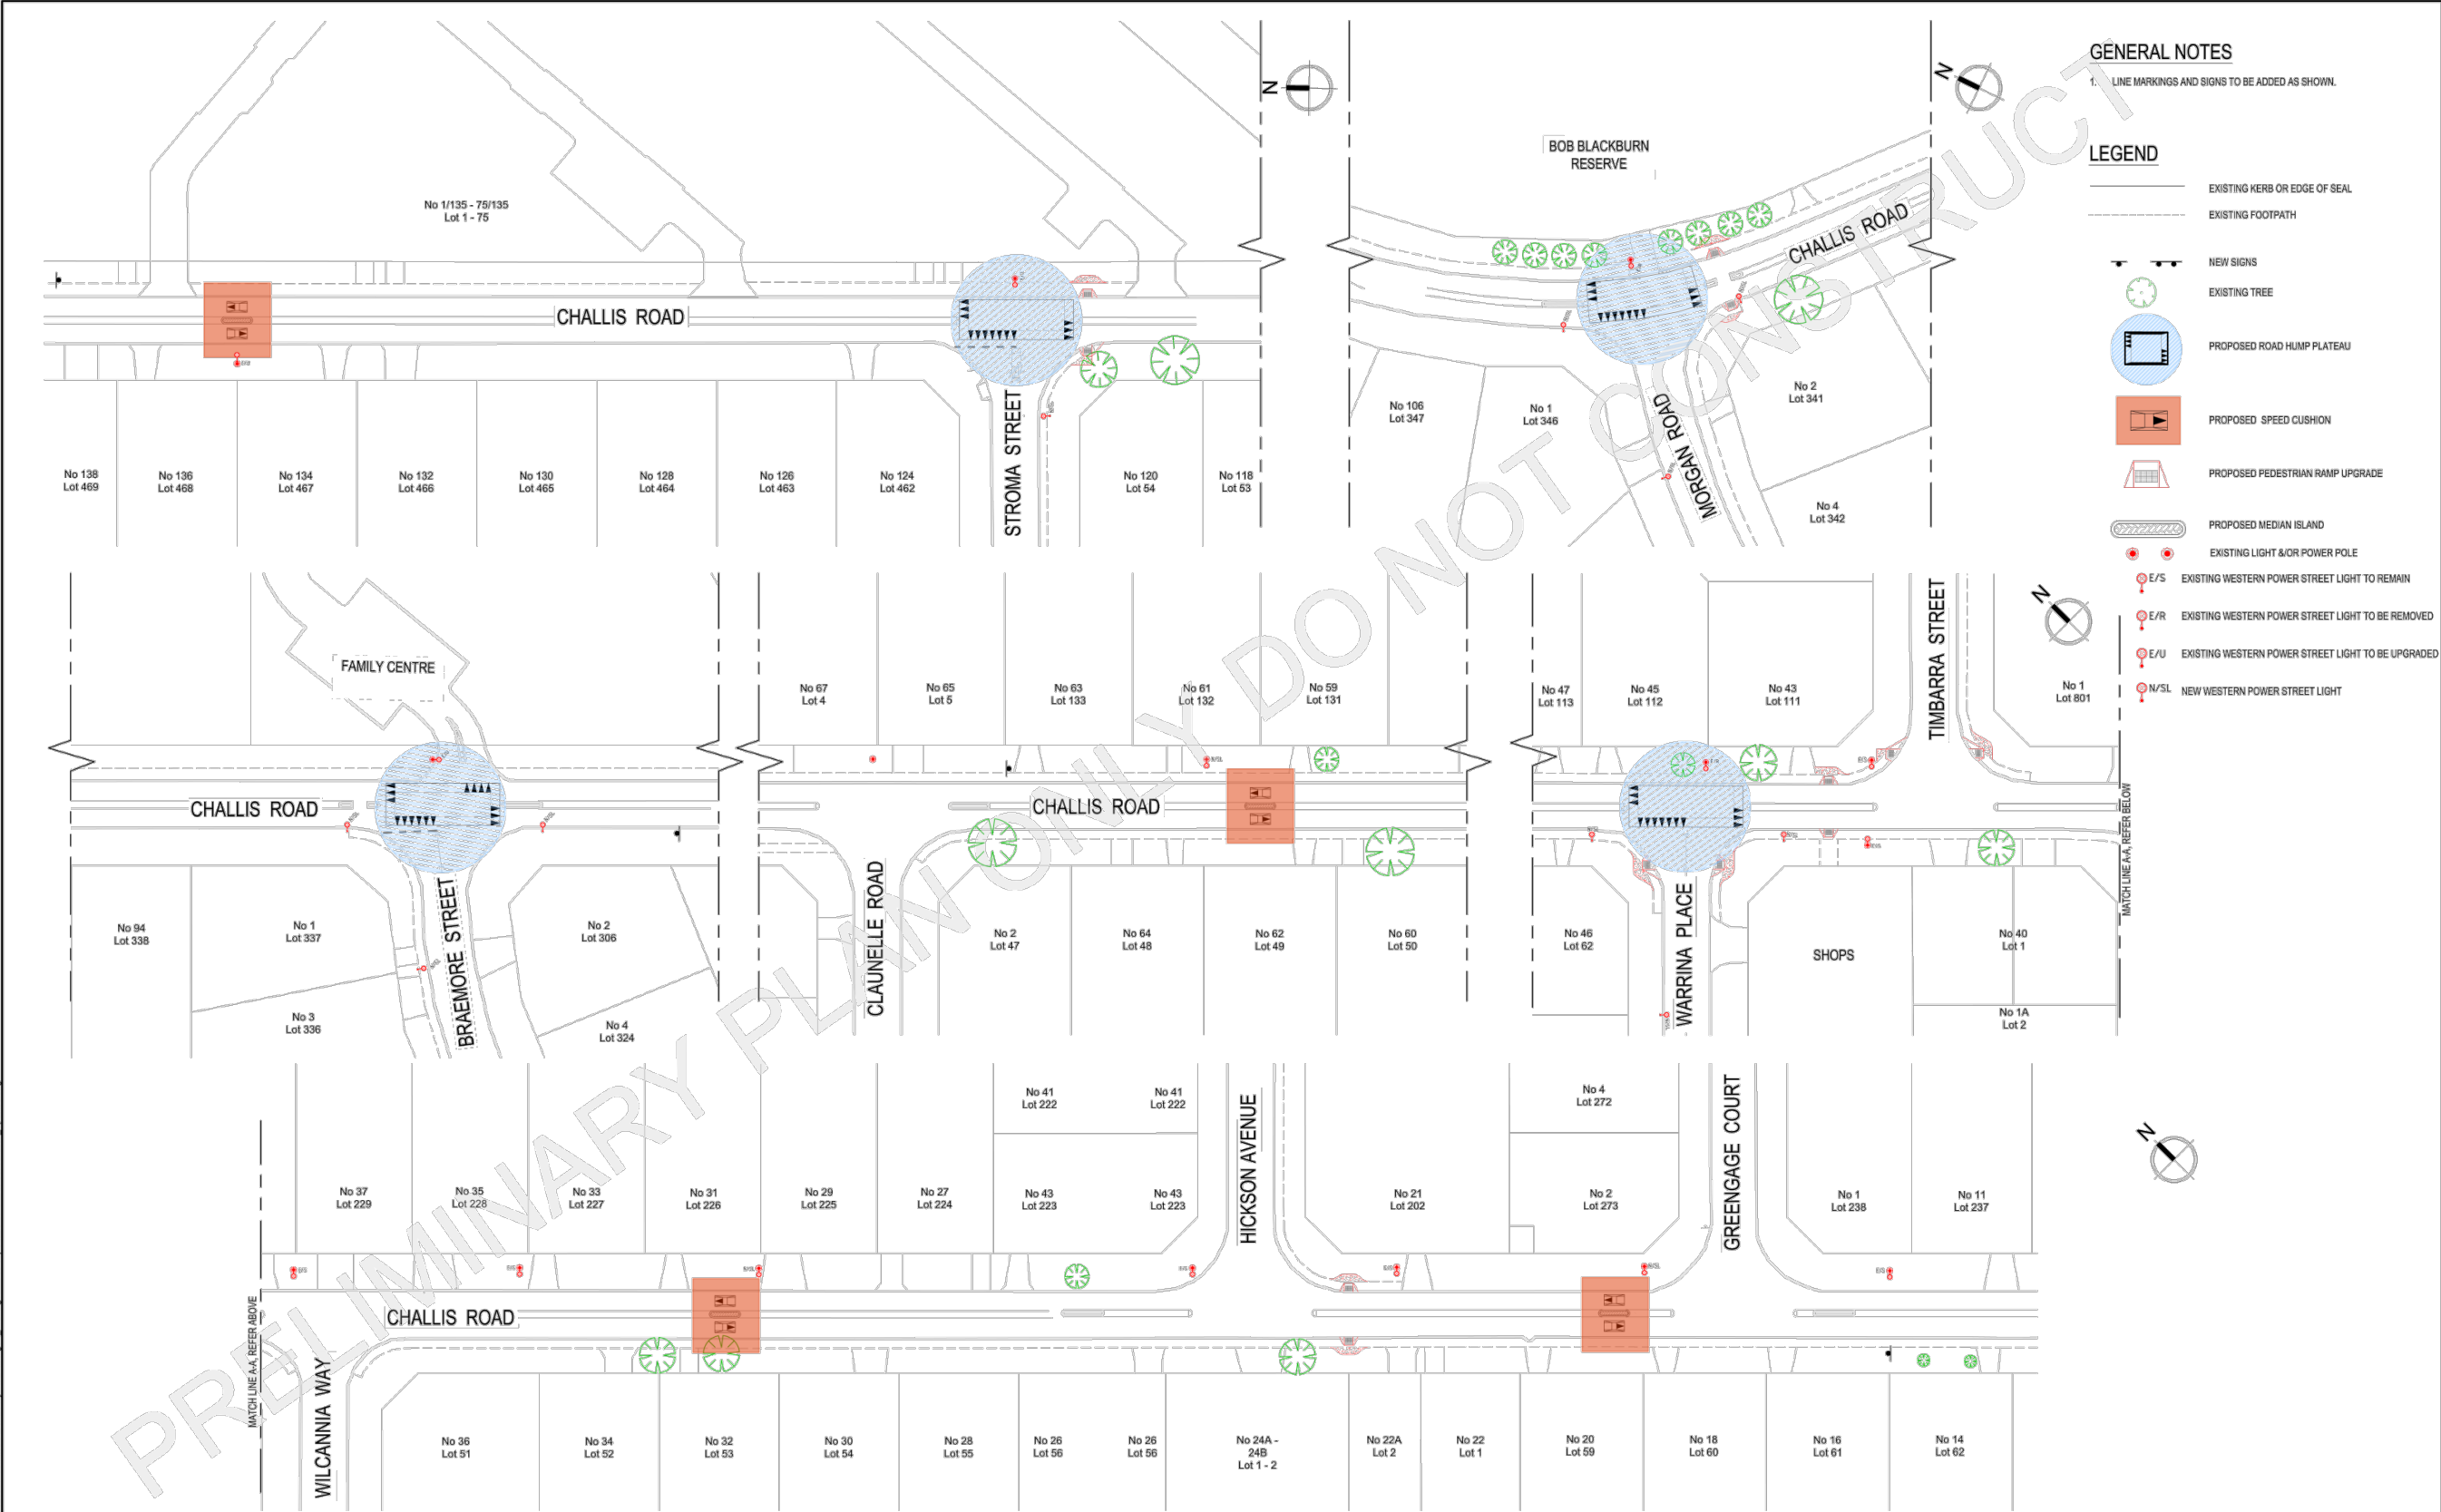 GENERAL NOTES
LINE MARKINGS AND SIGNS TO BE ADDED AS SHOWN.
LEGEND
EXISTING KERB OR EDGE OF SEAL
EXISTING FOOTPATH
NEW SIGNS
EXISTING TREE
PROPOSED ROAD HUMP PLATEAU
PROPOSED SPEED CUSHION
PROPOSED PEDESTRIAN RAMP UPGRADE
PROPOSED MEDIAN ISLAND
EXISTING LIGHT &/OR POWER POLE
E/S EXISTING WESTERN POWER STREET LIGHT TO REMAIN
E/R EXISTING WESTERN POWER STREET LIGHT TO BE REMOVED
E/U EXISTING WESTERN POWER STREET LIGHT TO BE UPGRADED
N/SL NEW WESTERN POWER STREET LIGHT
N
N
BOB BLACKBURN
RESERVE
No 1/135 - 75/135
Lot 1 - 75
CHALLIS ROAD
CHALLIS ROAD
STROMA STREET
MORGAN ROAD
No 138
Lot 469
No 136
Lot 468
No 134
Lot 467
No 132
Lot 466
No 130
Lot 465
No 128
Lot 464
No 126
Lot 463
No 124
Lot 462
No 120
Lot 54
No 118
Lot 53
No 106
Lot 347
No 1
Lot 346
No 2
Lot 341
No 4
Lot 342
FAMILY CENTRE
No 67
Lot 4
No 65
Lot 5
No 63
Lot 133
No 61
Lot 132
No 59
Lot 131
No 47
Lot 113
No 45
Lot 112
No 43
Lot 111
TIMBARRA STREET
N
No 1
Lot 801
CHALLIS ROAD
CHALLIS ROAD
MATCH LINE A-A, REFER BELOW
BRAEMORE STREET
CLAUNELLE ROAD
WARRINA PLACE
No 94
Lot 338
No 1
Lot 337
No 3
Lot 336
No 2
Lot 306
No 4
Lot 324
No 2
Lot 47
No 64
Lot 48
No 62
Lot 49
No 60
Lot 50
No 46
Lot 62
SHOPS
No 40
Lot 1
No 1A
Lot 2
No 37
Lot 229
No 35
Lot 228
No 33
Lot 227
No 31
Lot 226
No 29
Lot 225
No 27
Lot 224
No 41
Lot 222
No 41
Lot 222
No 43
Lot 223
No 43
Lot 223
HICKSON AVENUE
No 21
Lot 202
No 4
Lot 272
No 2
Lot 273
GREENGAGE COURT
No 1
Lot 238
No 11
Lot 237
N
MATCH LINE A-A, REFER ABOVE
CHALLIS ROAD
WILCANNIA WAY
No 36
Lot 51
No 34
Lot 52
No 32
Lot 53
No 30
Lot 54
No 28
Lot 55
No 26
Lot 56
No 26
Lot 56
No 24A -
24B
Lot 1 - 2
No 22A
Lot 2
No 22
Lot 1
No 20
Lot 59
No 18
Lot 60
No 16
Lot 61
No 14
Lot 62
PRELIMINARY PLAN ONLY DO NOT CONSTRUCT